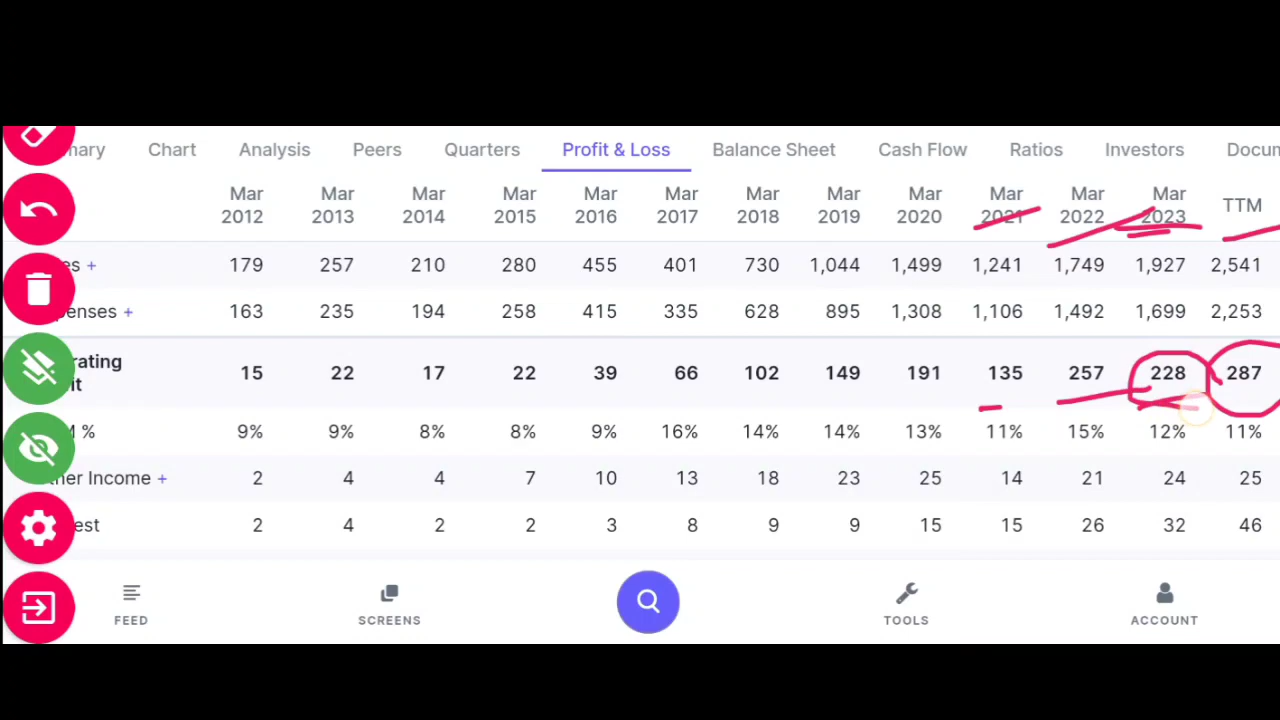 mary Chart Analysis Peers Quarters Profit & Loss Balance Sheet Cash Flow Ratios Investors Docum
Mar 2012 Mar 2013 Mar 2014 Mar 2015 Mar 2016 Mar 2017 Mar 2018 Mar 2019 Mar 2020 Mar 2021 Mar 2022 Mar 2023 TTM
es + 179 257 210 280 455 401 730 1,044 1,499 1,241 1,749 1,927 2,541
penses + 163 235 194 258 415 335 628 895 1,308 1,106 1,492 1,699 2,253
rating it 15 22 17 22 39 66 102 149 191 135 257 228 287
M % 9% 9% 8% 8% 9% 16% 14% 14% 13% 11% 15% 12% 11%
her Income + 2 4 4 7 10 13 18 23 25 14 21 24 25
est 2 4 2 2 3 8 9 9 15 15 26 32 46
FEED SCREENS TOOLS ACCOUNT